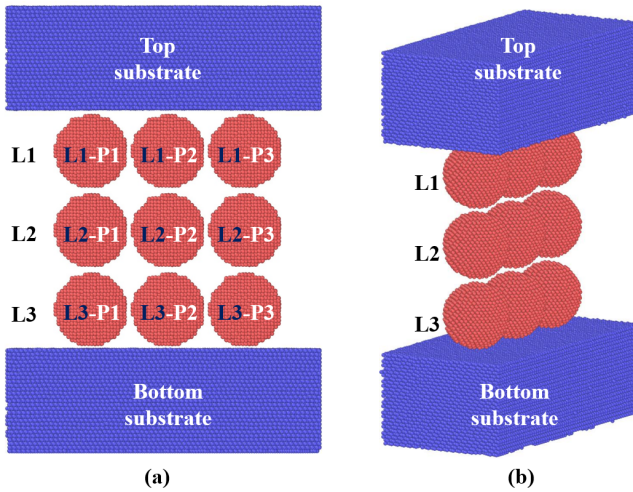 Top
substrate
L1
L1-P1
L1-P2
L1-P3
L2
L2-P1
L2-P2
L2-P3
L3
L3-P1
L3-P2
L3-P3
Bottom
substrate
(a)
Top
substrate
L1
L2
L3
Bottom
substrate
(b)